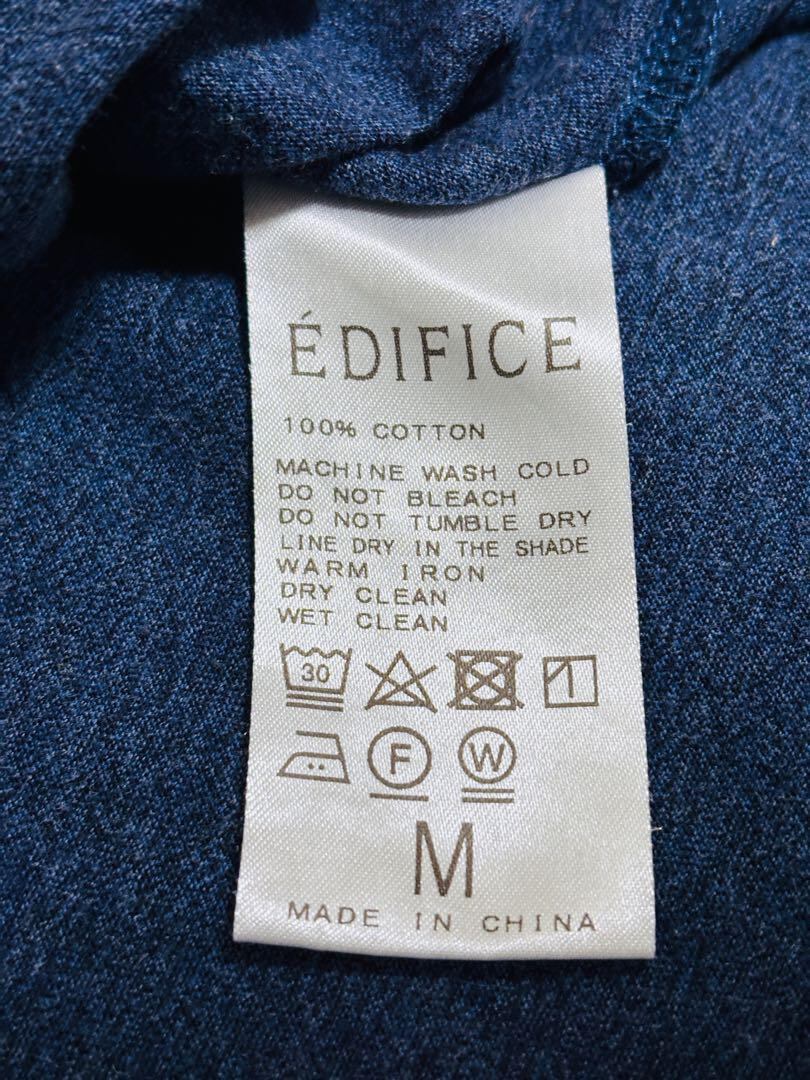 ÉDIFICE
100% COTTON
MACHINE WASH COLD
DO NOT BLEACH
DO NOT TUMBLE DRY
LINE DRY IN THE SHADE
WARM IRON
DRY CLEAN
WET CLEAN
30
F W
M
MADE IN CHINA